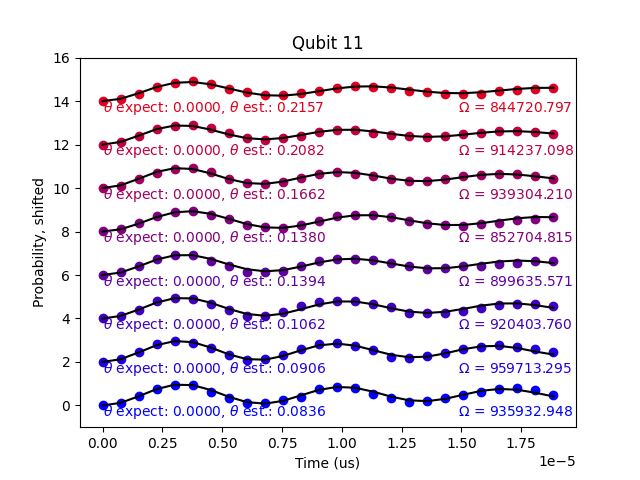 Qubit 11
Probability, shifted
16
14
12
10
8
6
4
2
0
θ expect: 0.0000, θ est.: 0.2157 Ω = 844720.797
θ expect: 0.0000, θ est.: 0.2082 Ω = 914237.098
θ expect: 0.0000, θ est.: 0.1662 Ω = 939304.210
θ expect: 0.0000, θ est.: 0.1380 Ω = 852704.815
θ expect: 0.0000, θ est.: 0.1394 Ω = 899635.571
θ expect: 0.0000, θ est.: 0.1062 Ω = 920403.760
θ expect: 0.0000, θ est.: 0.0906 Ω = 959713.295
θ expect: 0.0000, θ est.: 0.0836 Ω = 935932.948
0.00 0.25 0.50 0.75 1.00 1.25 1.50 1.75
1e−5
Time (us)